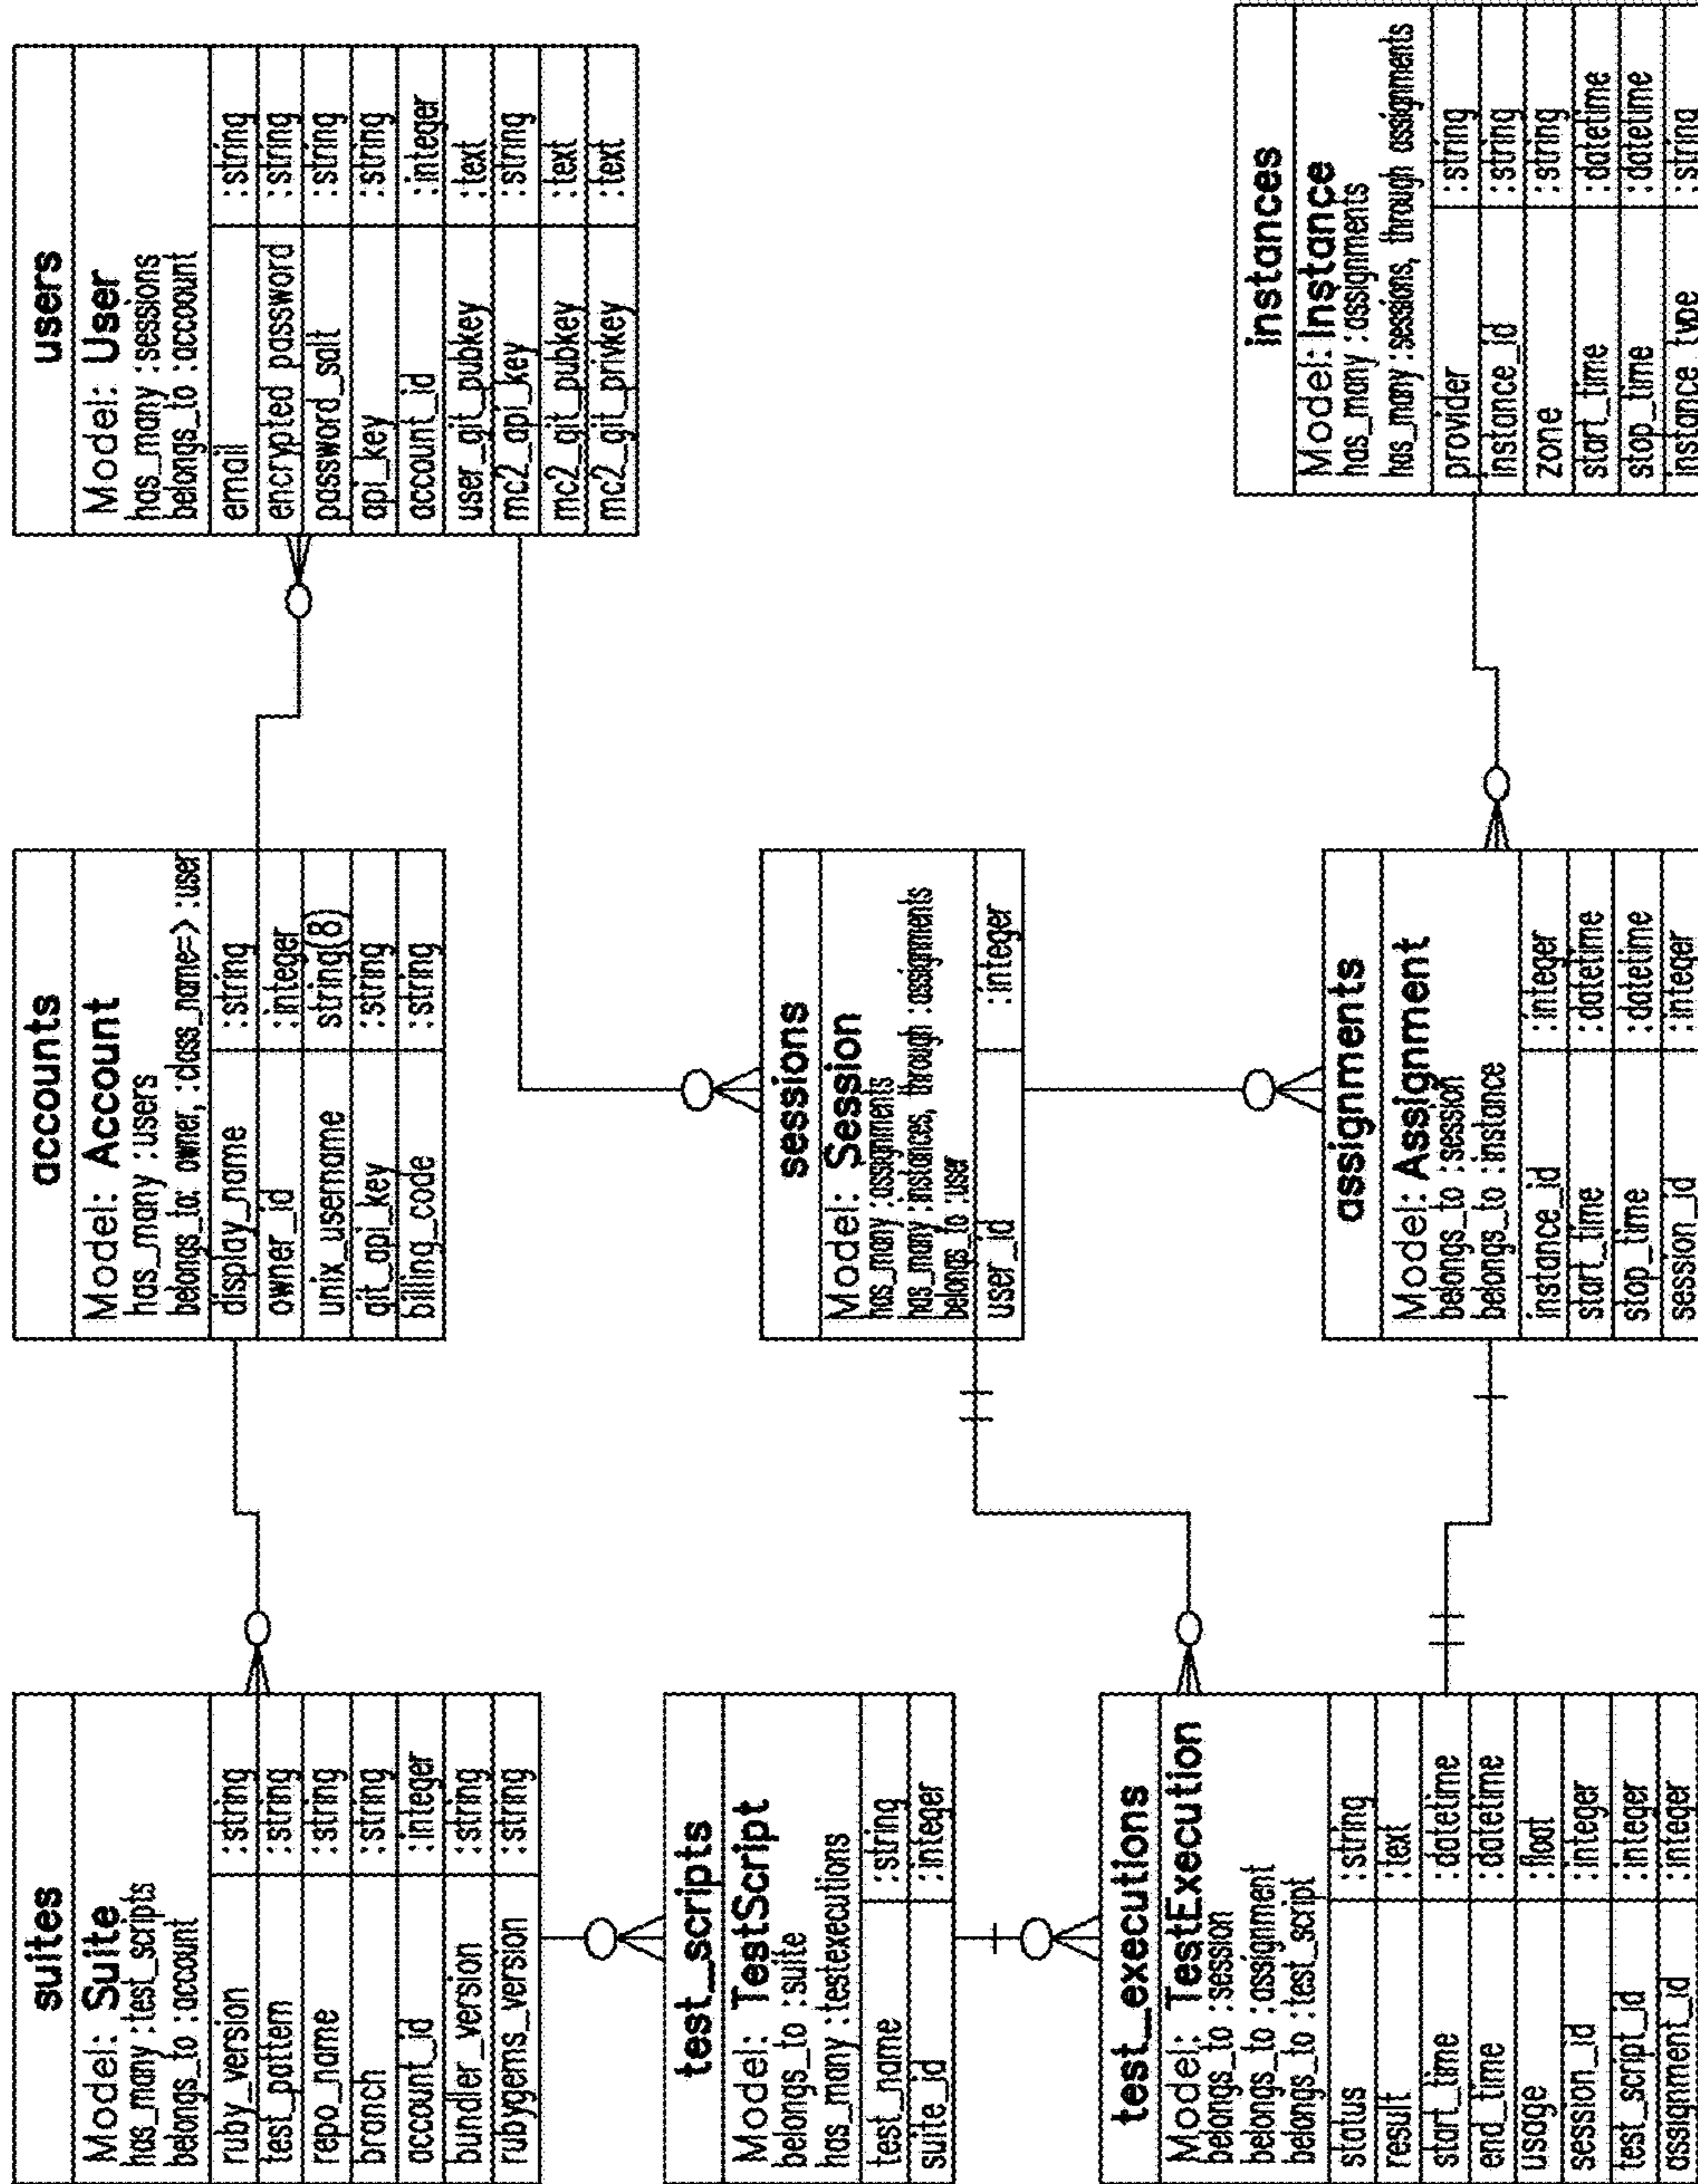 suites
Model: Suite
has_many :test_scripts
belongs_to :account
ruby_version :string
test_pattern :string
repo_name :string
branch :string
account_id :integer
bundler_version :string
rubygems_version :string
accounts
Model: Account
has_many :users
belongs_to: owner, :class_name=> :user
display_name :string
owner_id :integer
unix_username string(8)
git_api_key :string
billing_code :string
users
Model: User
has_many :sessions
belongs_to :account
email :string
encrypted password :string
password_salt :string
api_key :string
account_id :integer
user_git_pubkey :text
mc2_api_key :string
mc2_git_pubkey :text
mc2_git_privkey :text
test_scripts
Model: TestScript
belongs_to :suite
has_many :testexecutions
test_name :string
suite_id :integer
sessions
Model: Session
has_many :assignments
has_many :instances, through :assignments
belongs_to :user
user_id :integer
test_executions
Model: TestExecution
belongs_to :session
belongs_to :assignment
belongs_to :test_script
status :string
result :text
start_time :datetime
end_time :datetime
usage :float
session_id :integer
test_script_id :integer
assignment_id :integer
assignments
Model: Assignment
belongs_to :session
belongs_to :instance
instance_id :integer
start_time :datetime
stop_time :datetime
session_id :integer
instances
Model: Instance
has_many :assignments
has_many :sessions, through assignments
provider :string
instance_id :string
zone :string
start_time :datetime
stop_time :datetime
instance_type :string